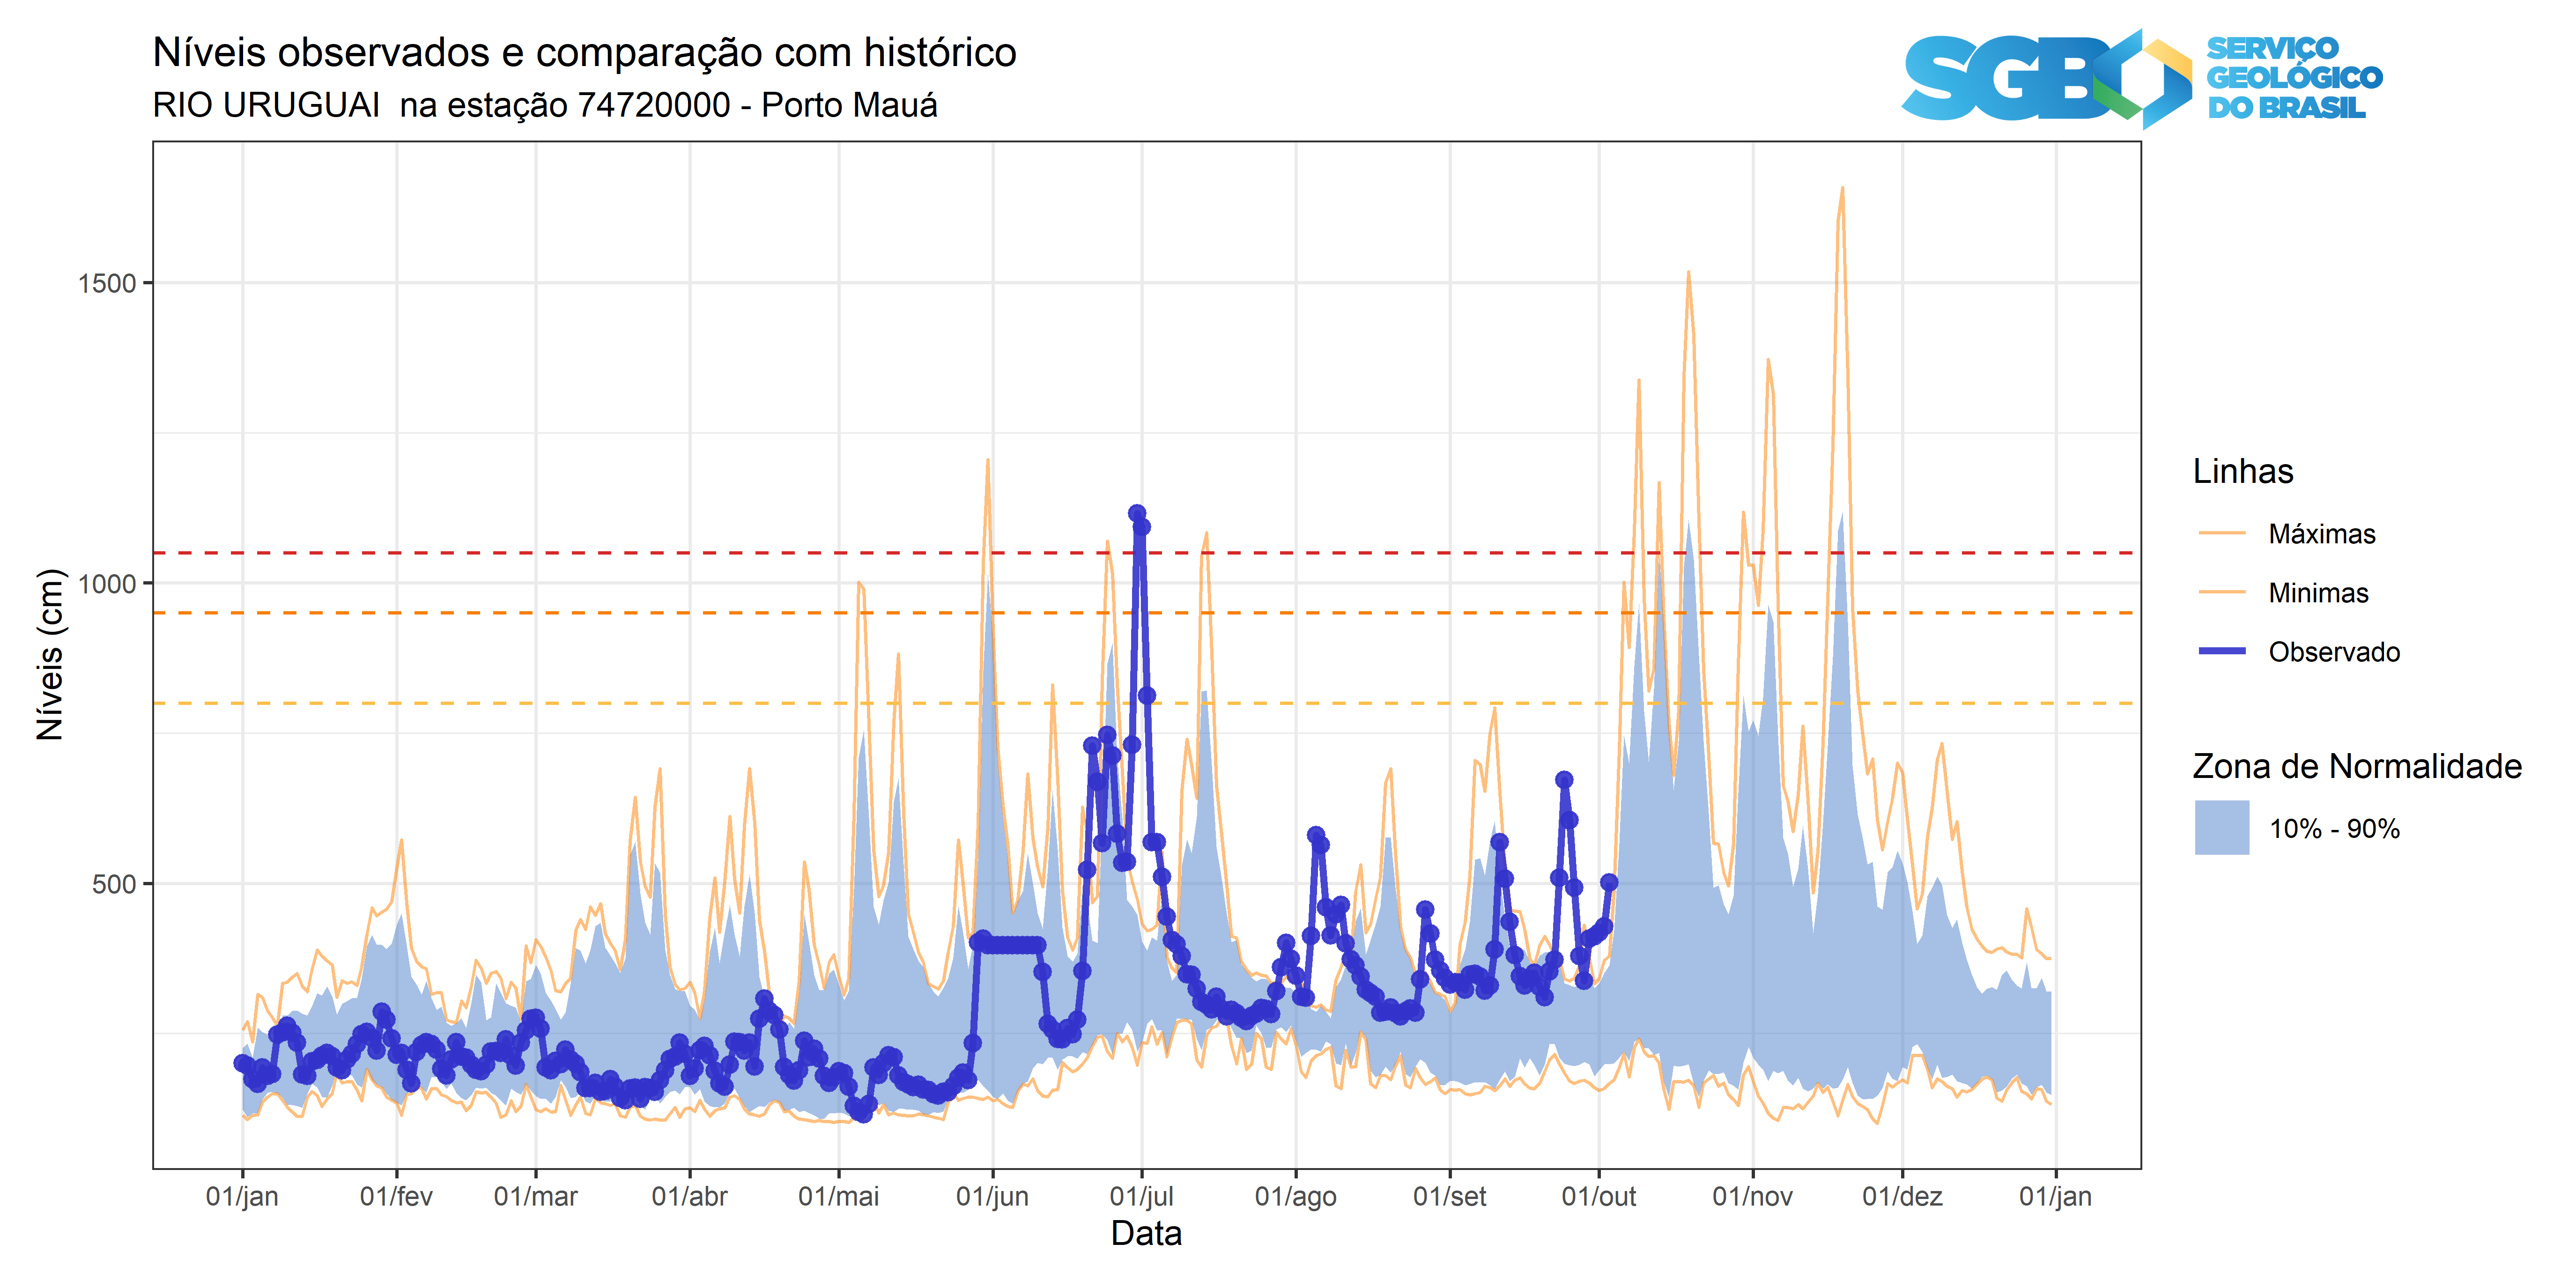 Níveis observados e comparação com histórico
RIO URUGUAI  na estação 74720000 - Porto Mauá
SGB
SERVIÇO
GEOLÓGICO
DO BRASIL
Níveis (cm)
1500
1000
500
01/jan 01/fev 01/mar 01/abr 01/mai 01/jun 01/jul 01/ago 01/set 01/out 01/nov 01/dez 01/jan
Data
Linhas
Máximas
Minimas
Observado
Zona de Normalidade
10% - 90%